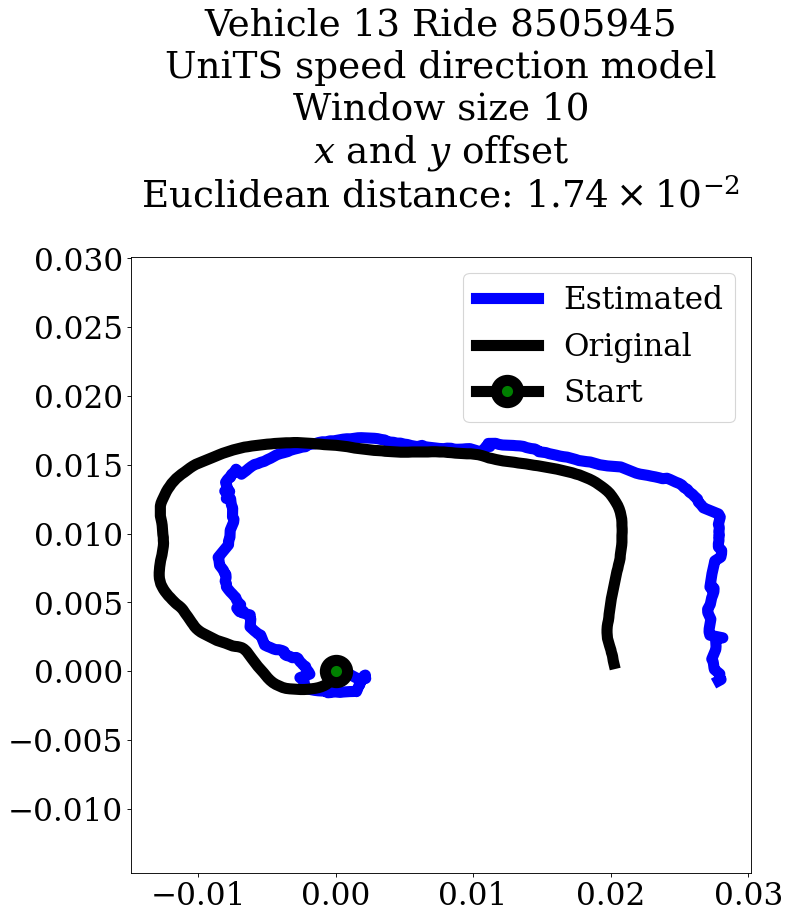 Vehicle 13 Ride 8505945
UniTS speed direction model
Window size 10
x and y offset
Euclidean distance: 1.74 × 10⁻²
Estimated
Original
Start
0.030
0.025
0.020
0.015
0.010
0.005
0.000
−0.005
−0.010
−0.01 0.00 0.01 0.02 0.03